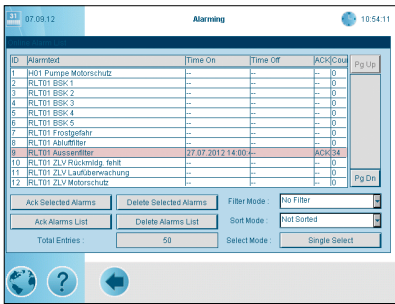 31 07.09.12 Alarming 10:54:11
ID Alarmtext Time On Time Off ACK Cou Pg Up
1 H01 Pumpe Motorschutz -- -- -- 0
2 RLT01 BSK 1 -- -- -- 0
3 RLT01 BSK 2 -- -- -- 0
4 RLT01 BSK 3 -- -- -- 0
5 RLT01 BSK 4 -- -- -- 0
6 RLT01 BSK 5 -- -- -- 0
7 RLT01 Frostgefahr -- -- -- 0
8 RLT01 Abluftfilter -- -- -- 0
9 RLT01 Aussenfilter 27.07.2012 14:00: -- ACK 34
10 RLT01 ZLV Rückmldg. fehlt -- -- -- 0
11 RLT01 ZLV Laufüberwachung -- -- -- 0
12 RLT01 ZLV Motorschutz -- -- -- 0 Pg Dn
Ack Selected Alarms Delete Selected Alarms Filter Mode : No Filter
Ack Alarms List Delete Alarms List Sort Mode : Not Sorted
Total Entries : 50 Select Mode : Single Select
?